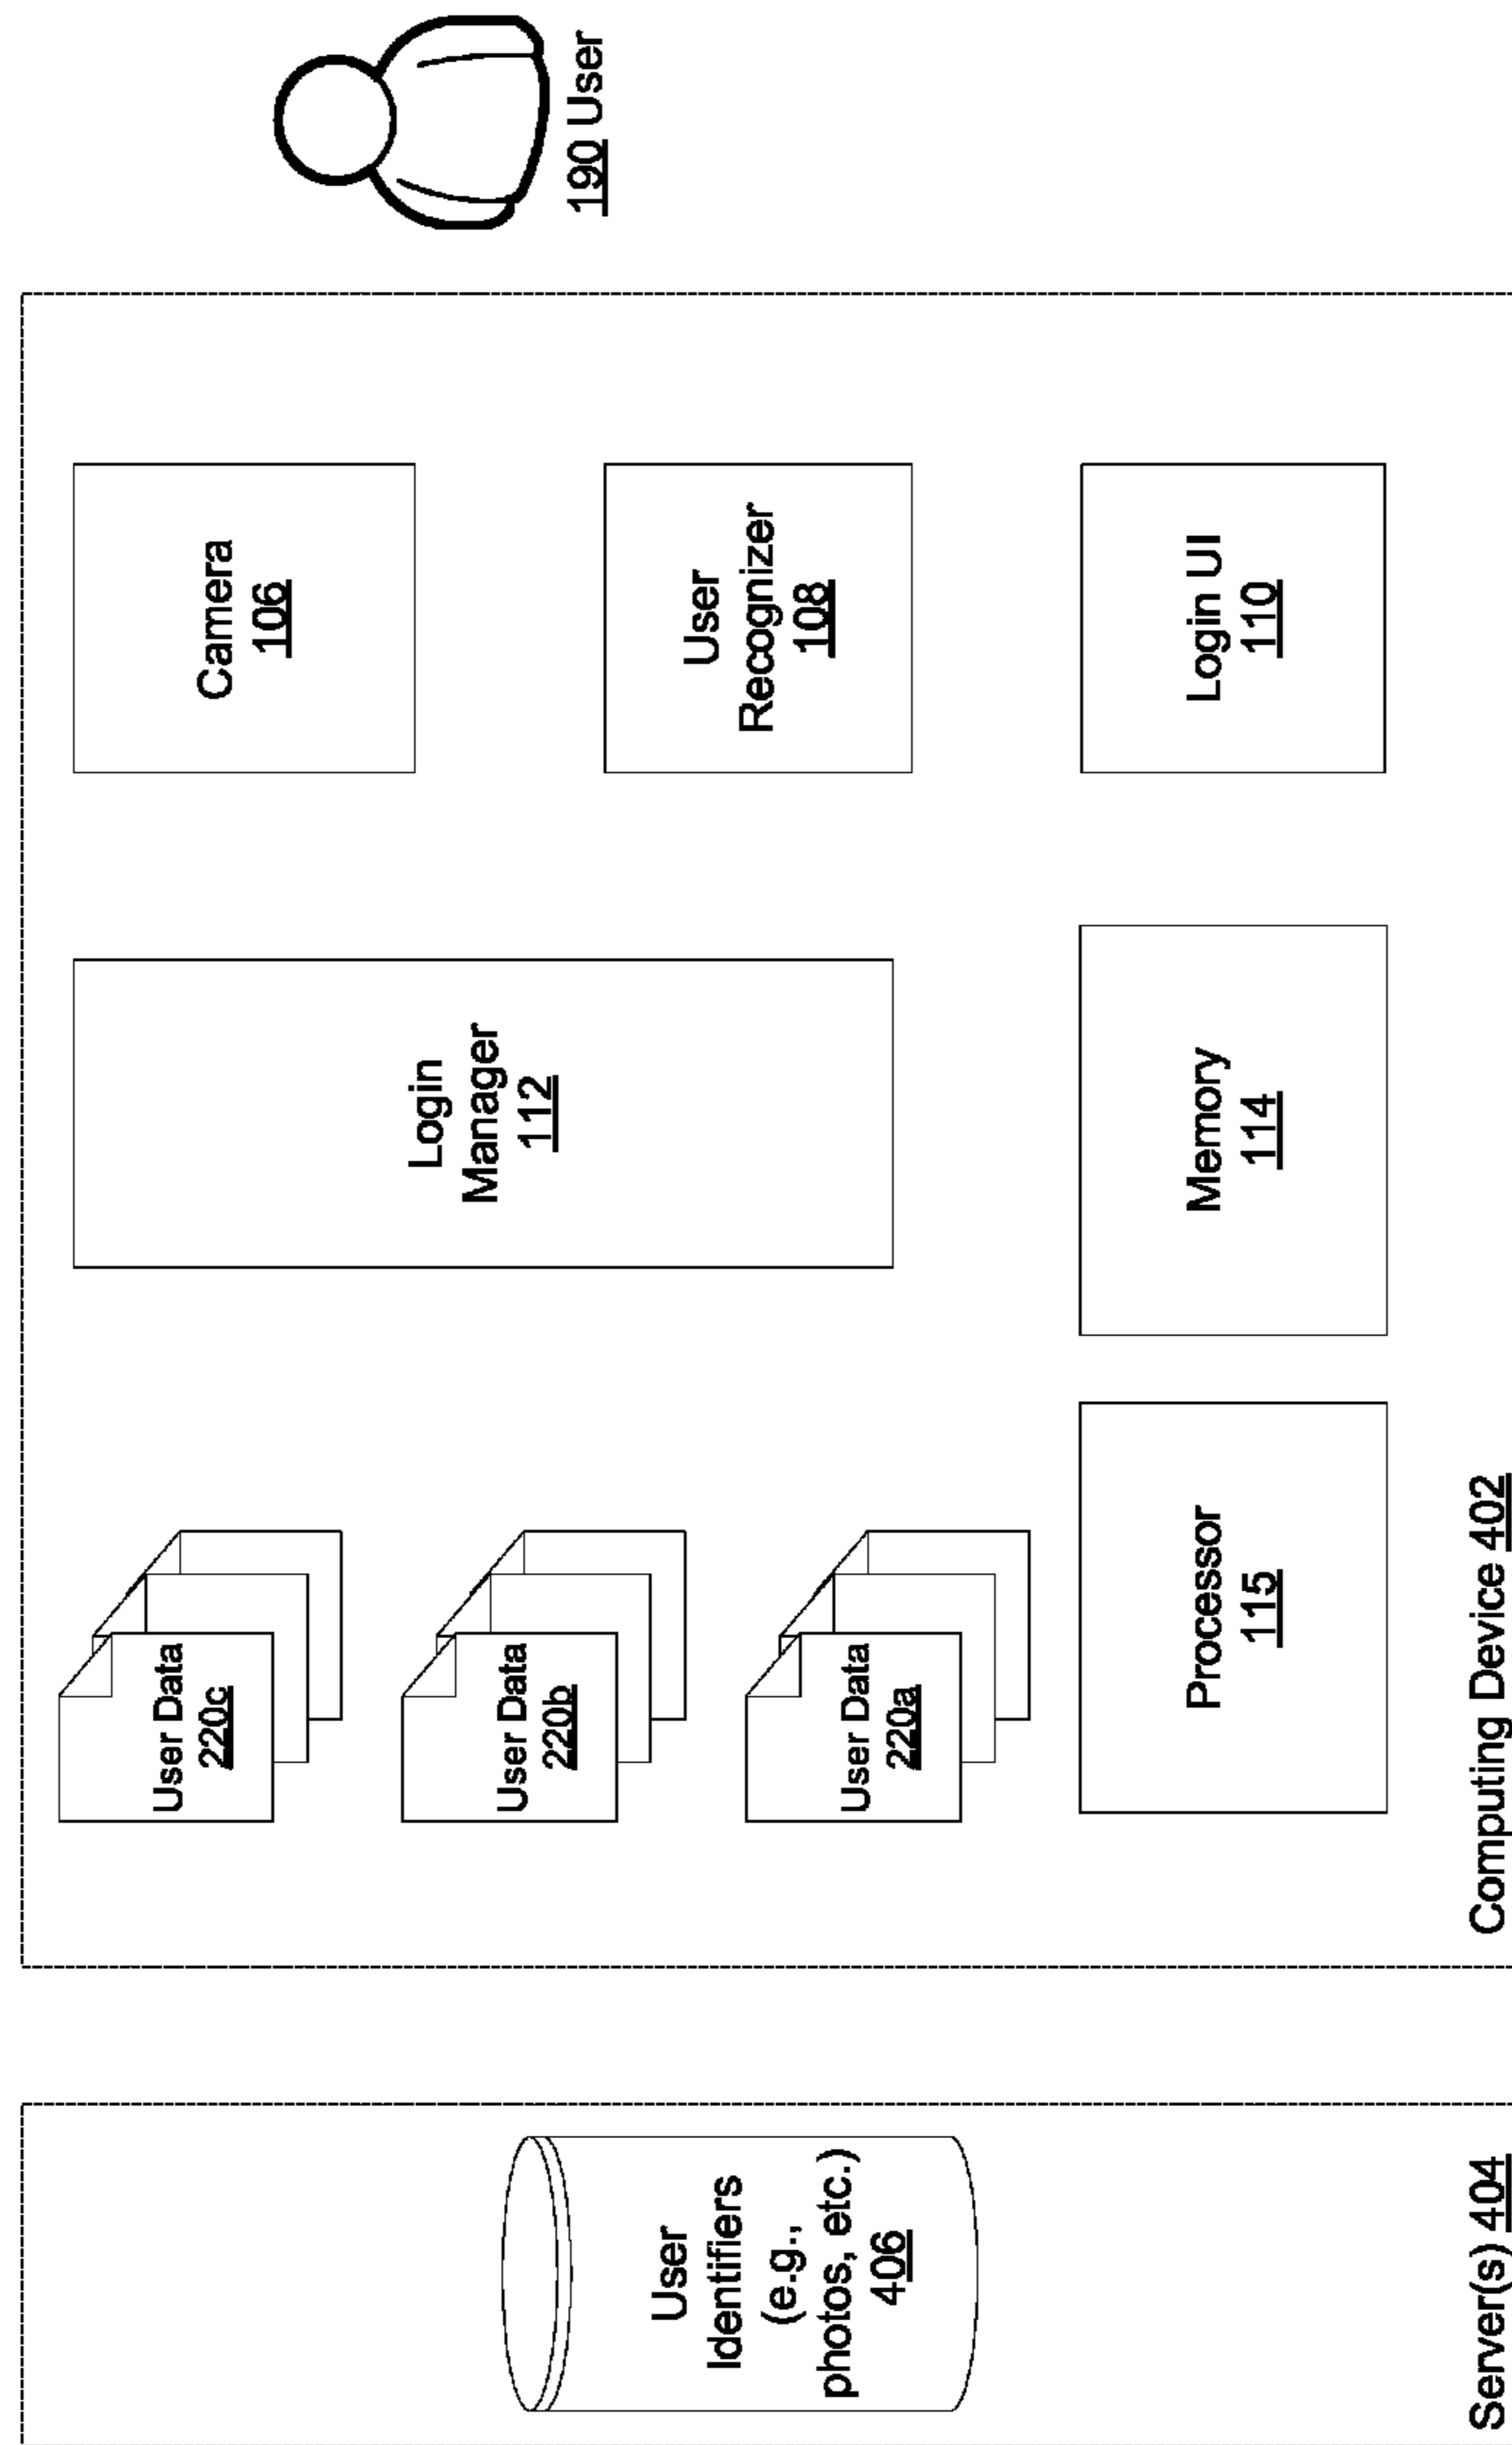 User
Identifiers
(e.g.,
photos, etc.)
406
Server(s) 404
User Data
220c
User Data
220b
User Data
220a
Processor
115
Login
Manager
112
Memory
114
Camera
106
User
Recognizer
108
Login UI
110
Computing Device 402
190 User